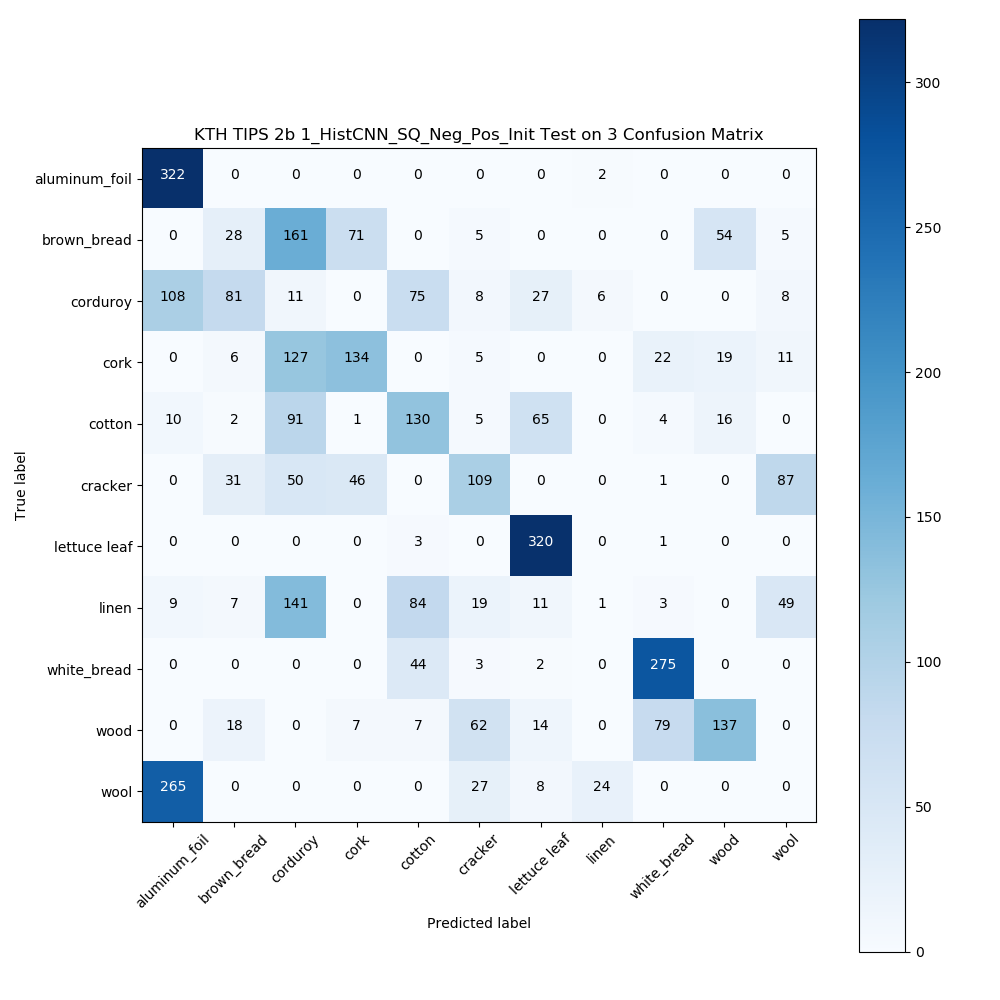 KTH TIPS 2b 1_HistCNN_SQ_Neg_Pos_Init Test on 3 Confusion Matrix
True label
aluminum_foil 322 0 0 0 0 0 0 2 0 0 0
brown_bread 0 28 161 71 0 5 0 0 0 54 5
corduroy 108 81 11 0 75 8 27 6 0 0 8
cork 0 6 127 134 0 5 0 0 22 19 11
cotton 10 2 91 1 130 5 65 0 4 16 0
cracker 0 31 50 46 0 109 0 0 1 0 87
lettuce leaf 0 0 0 0 3 0 320 0 1 0 0
linen 9 7 141 0 84 19 11 1 3 0 49
white_bread 0 0 0 0 44 3 2 0 275 0 0
wood 0 18 0 7 7 62 14 0 79 137 0
wool 265 0 0 0 0 27 8 24 0 0 0
aluminum_foil brown_bread corduroy cork cotton cracker lettuce leaf linen white_bread wood wool
Predicted label
300
250
200
150
100
50
0